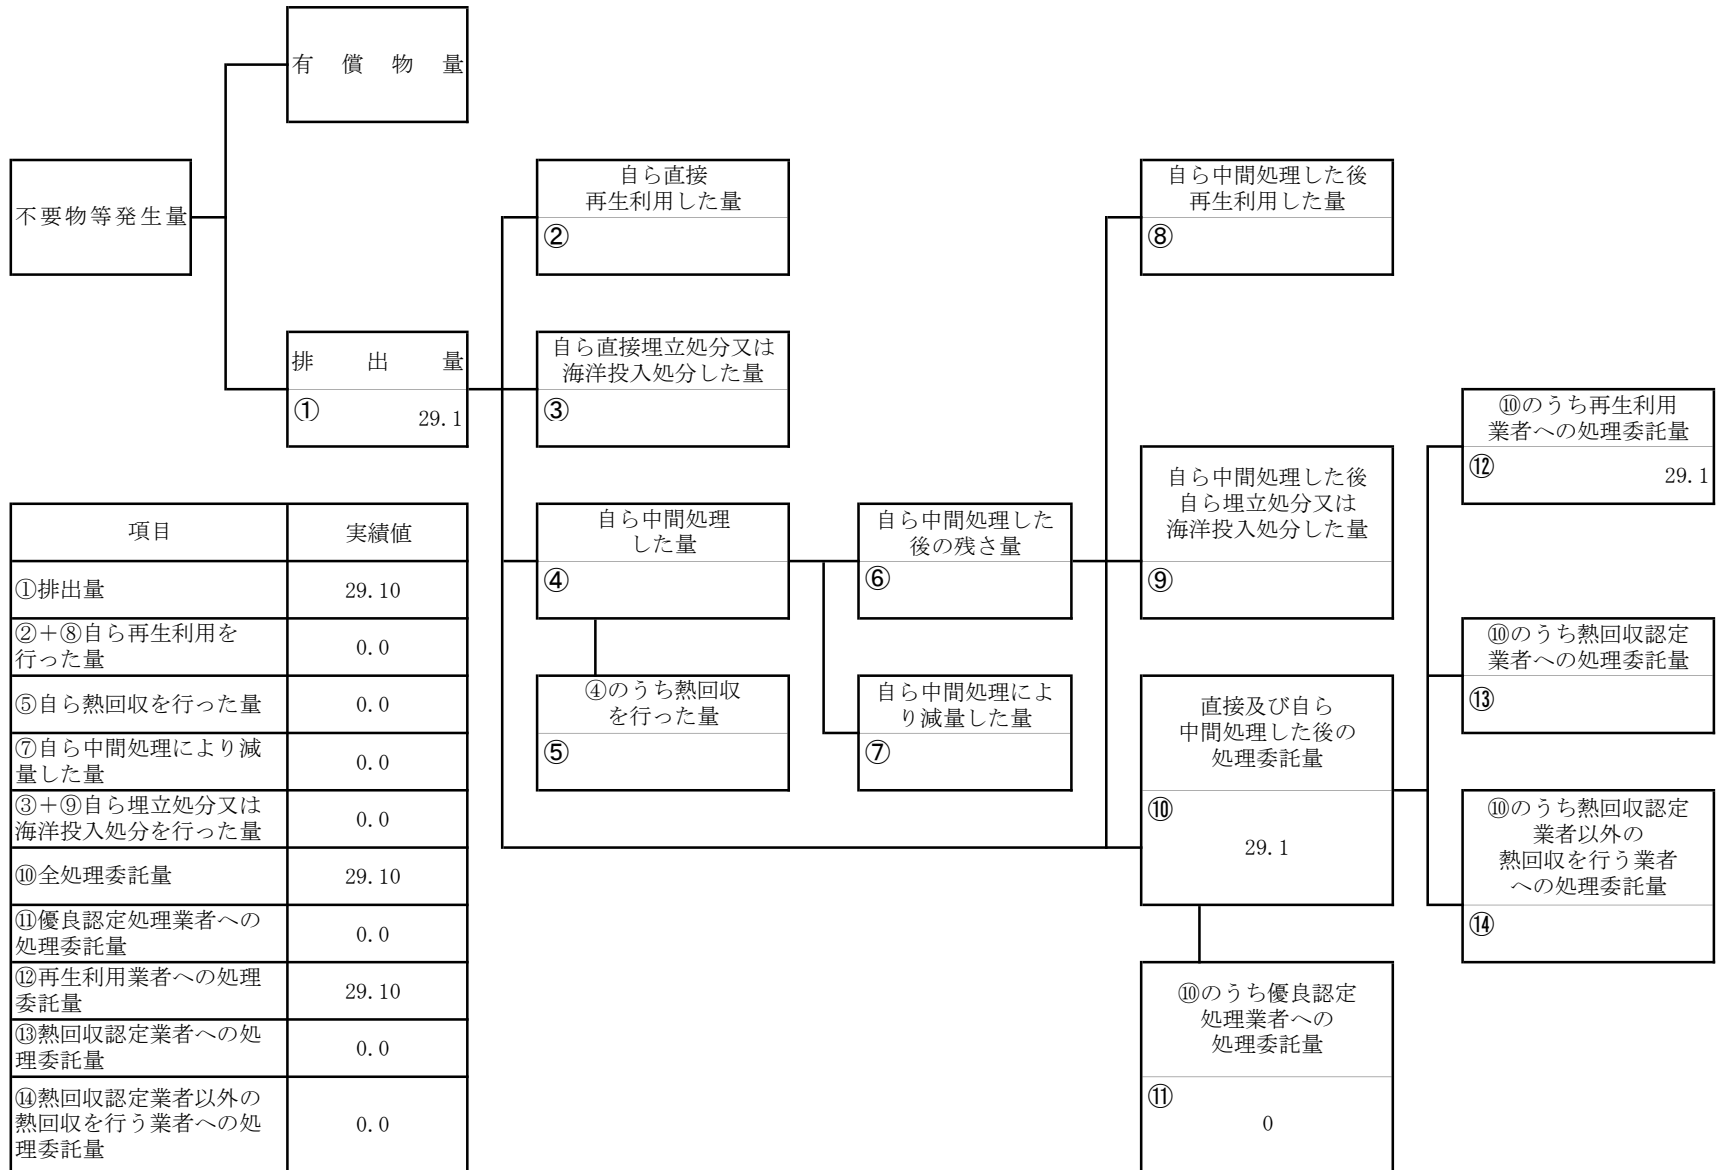 有償物量
不要物等発生量
排出量
①
29.1
自ら直接
再生利用した量
②
自ら直接埋立処分又は
海洋投入処分した量
③
自ら中間処理
した量
④
④のうち熱回収
を行った量
⑤
自ら中間処理した
後の残さ量
⑥
自ら中間処理によ
り減量した量
⑦
自ら中間処理した後
再生利用した量
⑧
自ら中間処理した後
自ら埋立処分又は
海洋投入処分した量
⑨
直接及び自ら
中間処理した後の
処理委託量
⑩
29.1
⑩のうち優良認定
処理業者への
処理委託量
⑪
0
⑩のうち再生利用
業者への処理委託量
⑫
29.1
⑩のうち熱回収認定
業者への処理委託量
⑬
⑩のうち熱回収認定
業者以外の
熱回収を行う業者
への処理委託量
⑭
項目 実績値
①排出量 29.10
②+⑧自ら再生利用を
行った量 0.0
⑤自ら熱回収を行った量 0.0
⑦自ら中間処理により減
量した量 0.0
③+⑨自ら埋立処分又は
海洋投入処分を行った量 0.0
⑩全処理委託量 29.10
⑪優良認定処理業者への
処理委託量 0.0
⑫再生利用業者への処理
委託量 29.10
⑬熱回収認定業者への処
理委託量 0.0
⑭熱回収認定業者以外の
熱回収を行う業者への処
理委託量 0.0